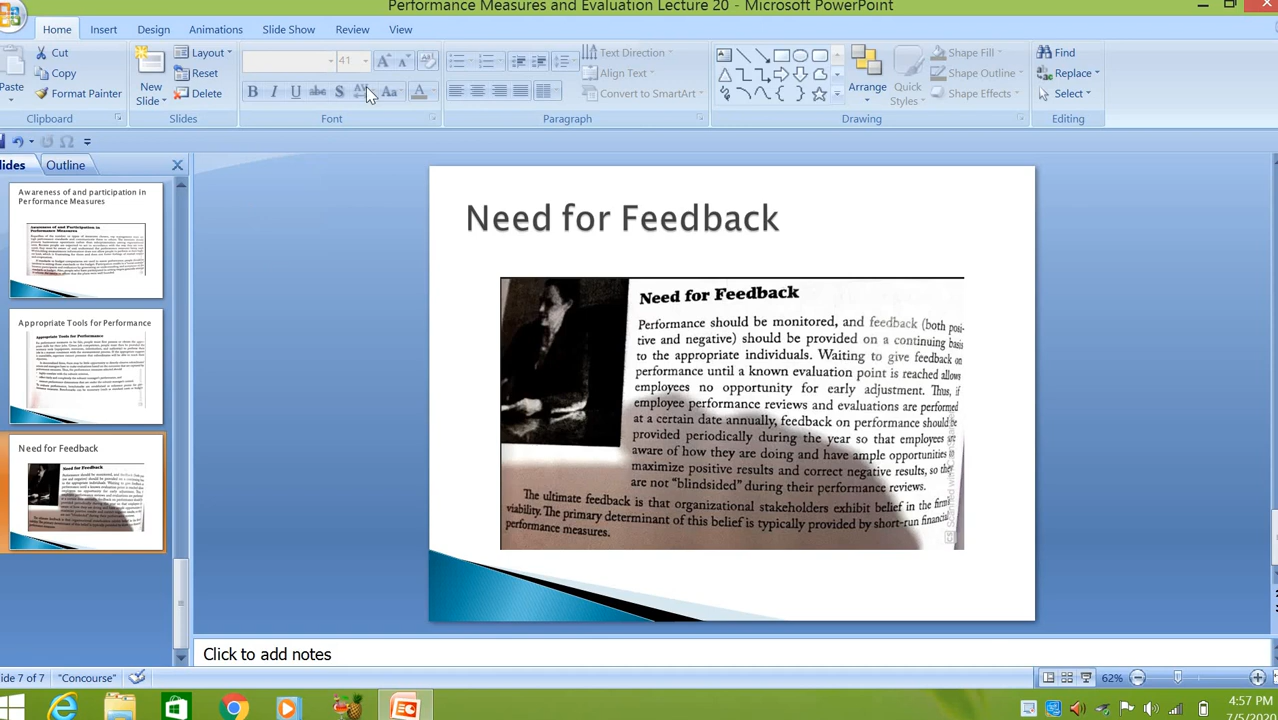 Performance Measures and Evaluation Lecture 20 - Microsoft PowerPoint
Home Insert Design Animations Slide Show Review View
Cut
Copy
Format Painter
Paste
Clipboard
New
Slide
Layout
Reset
Delete
Slides
Font
Text Direction
Align Text
Convert to SmartArt
Paragraph
Arrange
Quick
Styles
Shape Fill
Shape Outline
Shape Effects
Drawing
Find
Replace
Select
Editing
lides Outline
Awareness of and participation in
Performance Measures
Appropriate Tools for Performance
Need for Feedback
Need for Feedback
Need for Feedback
Performance should be monitored, and feedback (both posi-
tive and negative) should be provided on a continuing basis
to the appropriate individuals. Waiting to give feedback on
performance until a known evaluation point is reached allows
employees no opportunity for early adjustment. Thus, if
employee performance reviews and evaluations are performed
at a certain date annually, feedback on performance should be
provided periodically during the year so that employees are
aware of how they are doing and have ample opportunities to
maximize positive results and correct negative results, so they
are not "blindsided" during the performance reviews.
The ultimate feedback is that organizational stakeholders exhibit belief in the firm's
viability. The primary determinant of this belief is typically provided by short-run financial
performance measures.
Click to add notes
ide 7 of 7 "Concourse" 62%
4:57 PM